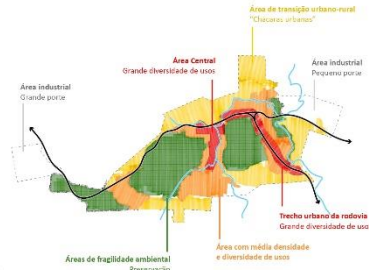 Área de transição urbano-rural
"Chácaras urbanas"
Área Central
Grande diversidade de usos
Área industrial
Pequeno porte
Área industrial
Grande porte
Trecho urbano da rodovia
Grande diversidade de uso
Área com média densidade
e diversidade de usos
Áreas de fragilidade ambiental
Preservação